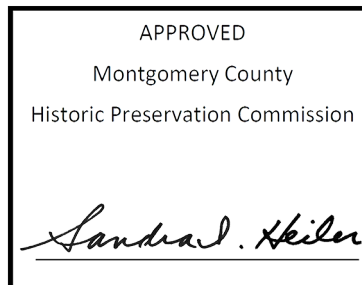 APPROVED
Montgomery County
Historic Preservation Commission
Sandra I. Heiler